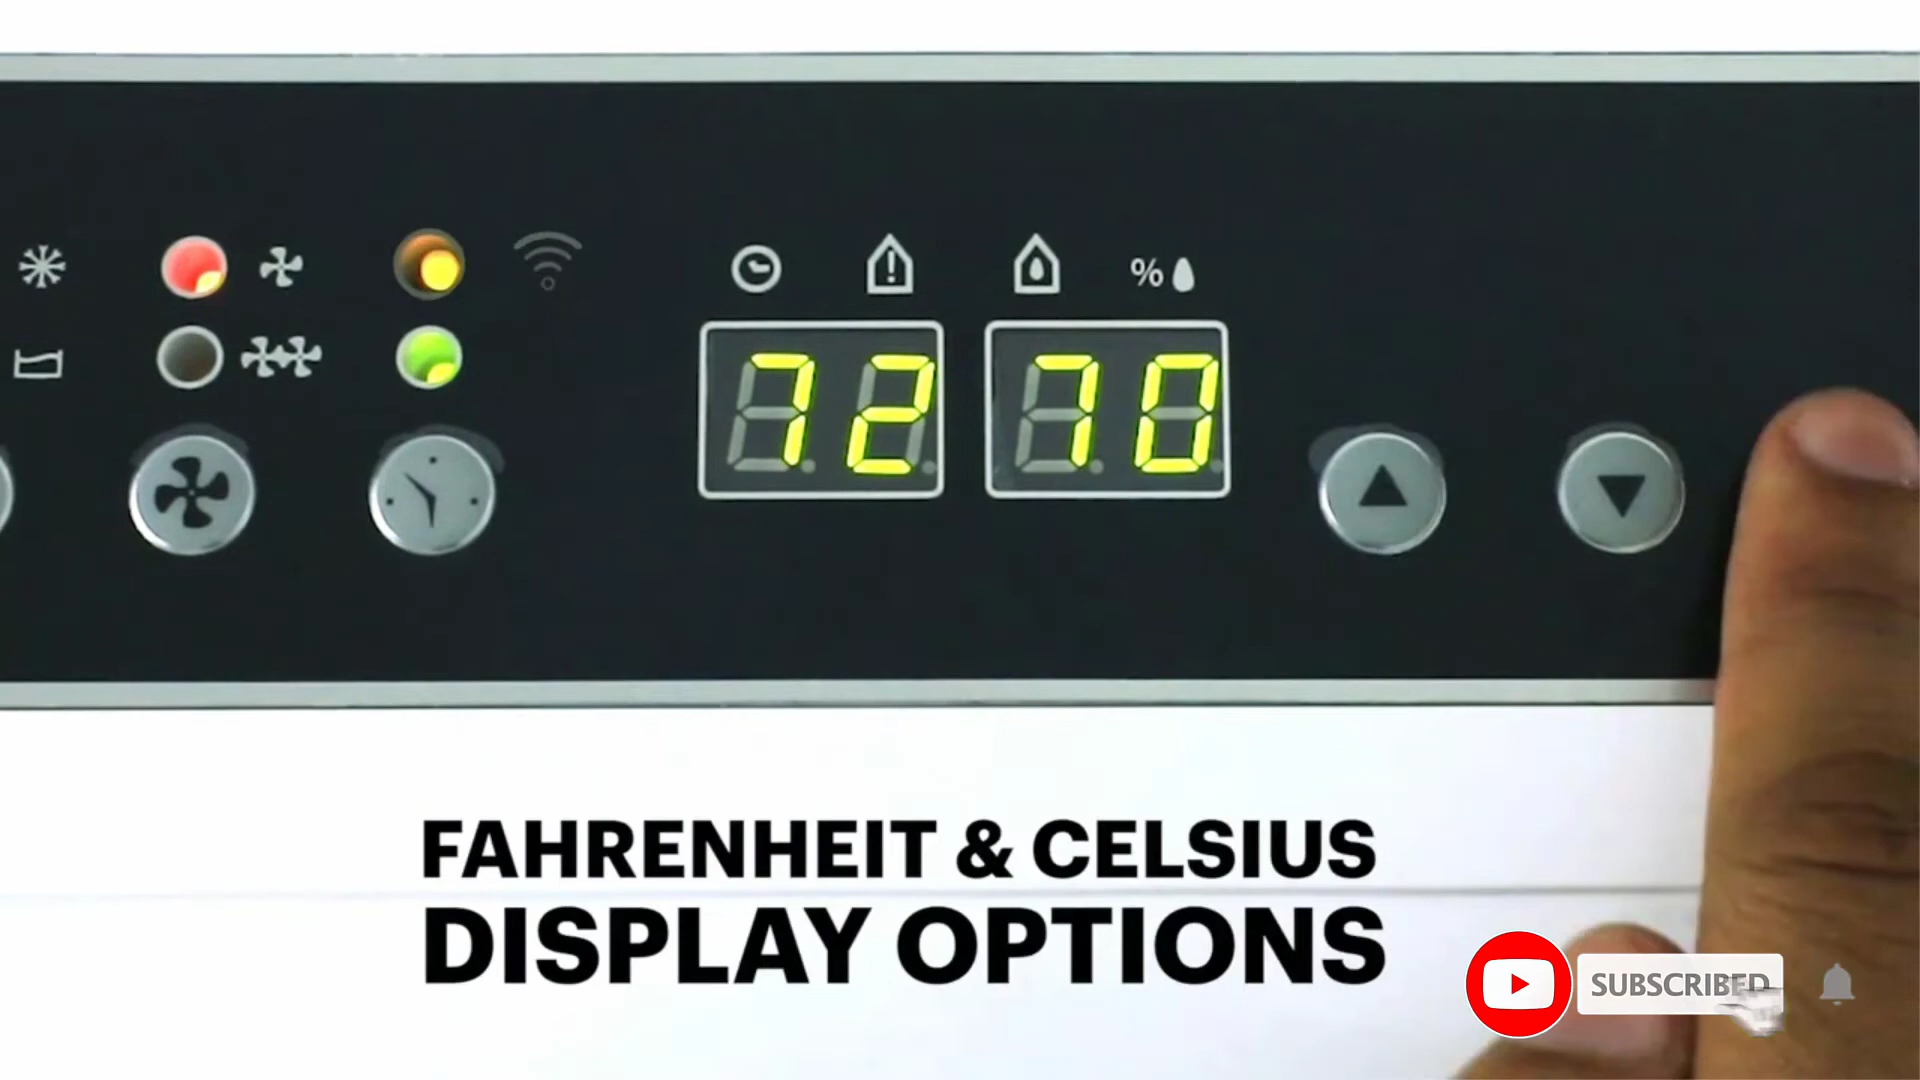 %
72 70
FAHRENHEIT & CELSIUS
DISPLAY OPTIONS
SUBSCRIBED